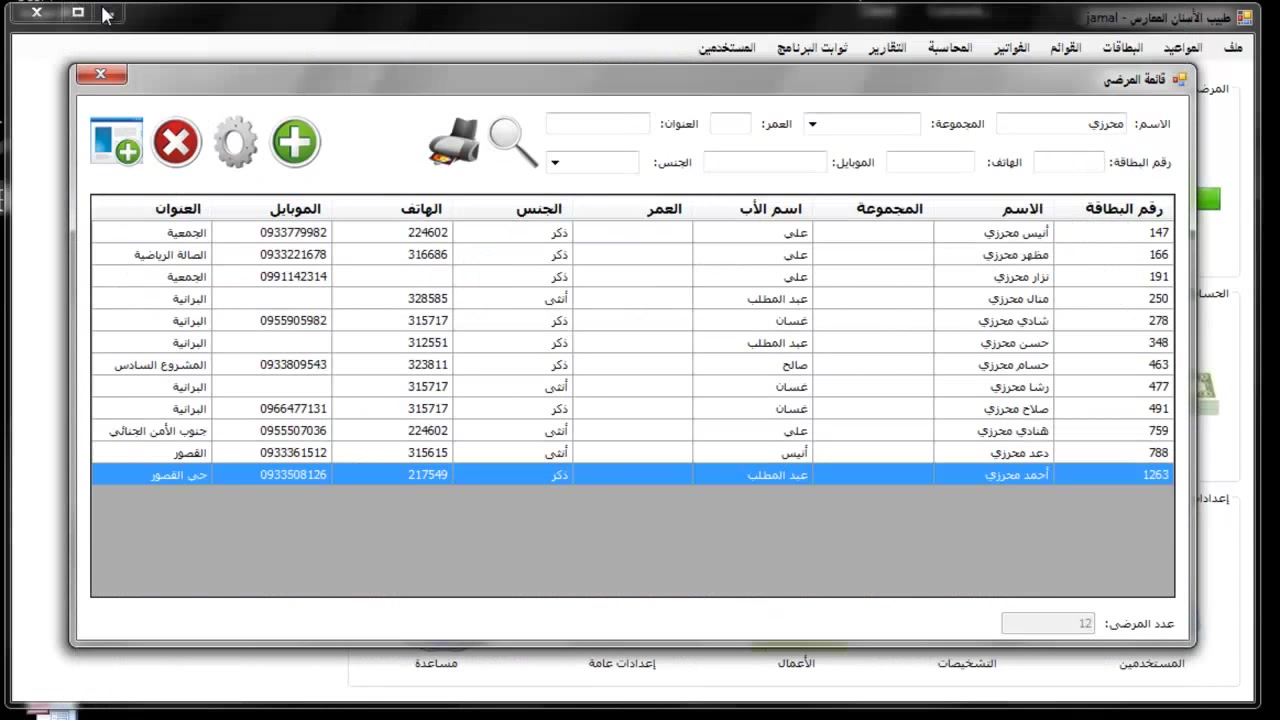 طبيب الأسنان الممارس - jamal
ملف المواعيد البطاقات القوائم الفواتير المحاسبة التقارير ثوابت البرنامج المستخدمين
قائمة المرضى
المرض
الاسم: محرزي المجموعة: العمر: العنوان:
رقم البطاقة: الهاتف: الموبايل: الجنس:
رقم البطاقة الاسم المجموعة اسم الأب العمر الجنس الهاتف الموبايل العنوان
147 أنيس محرزي علي ذكر 224602 0933779982 الجمعية
166 مظهر محرزي علي ذكر 316686 0933221678 الصالة الرياضية
191 نزار محرزي علي ذكر 0991142314 الجمعية
250 منال محرزي عبد المطلب أنثى 328585 البرانية
الحسا
278 شادي محرزي غسان ذكر 315717 0955905982 البرانية
348 حسن محرزي عبد المطلب ذكر 312551 البرانية
463 حسام محرزي صالح ذكر 323811 0933809543 المشروع السادس
477 رشا محرزي غسان أنثى 315717 البرانية
491 صلاح محرزي غسان ذكر 315717 0966477131 البرانية
759 هنادي محرزي علي أنثى 224602 0955507036 جنوب الأمن الجنائي
788 دعد محرزي أنيس أنثى 315615 0933361512 القصور
1263 أحمد محرزي عبد المطلب ذكر 217549 0933508126 حي القصور
إعدادا
عدد المرضى: 12
المستخدمين التشخيصات الأعمال إعدادات عامة مساعدة